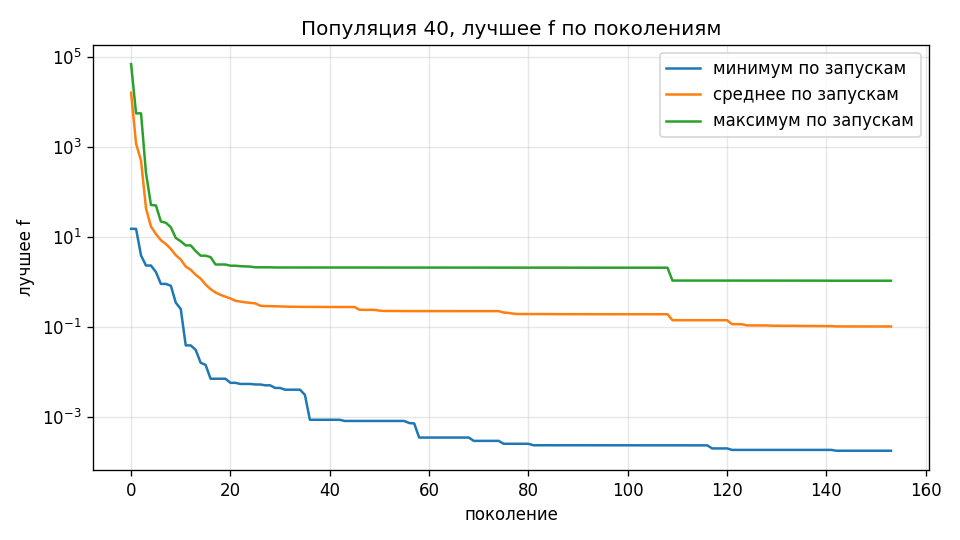 Популяция 40, лучшее f по поколениям
минимум по запускам
среднее по запускам
максимум по запускам
лучшее f
10^5
10^3
10^1
10^−1
10^−3
0 20 40 60 80 100 120 140 160
поколение